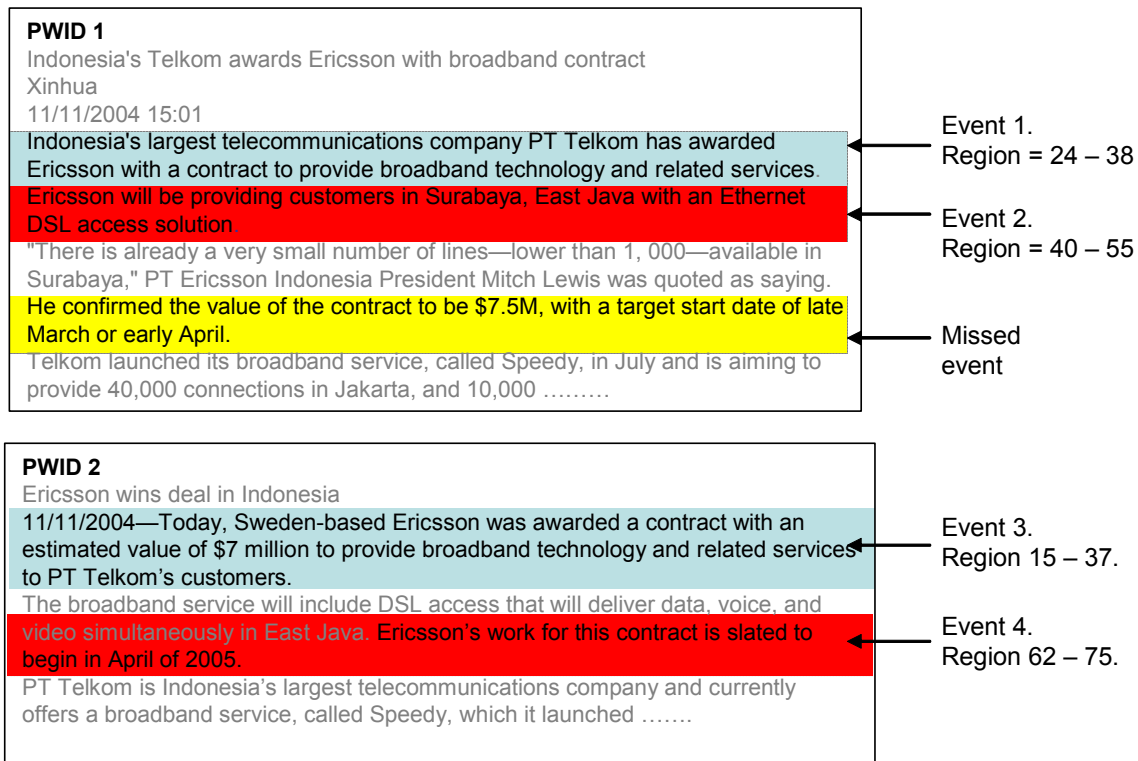 PWID 1
Indonesia's Telkom awards Ericsson with broadband contract
Xinhua
11/11/2004 15:01
Indonesia's largest telecommunications company PT Telkom has awarded
Ericsson with a contract to provide broadband technology and related services.
Ericsson will be providing customers in Surabaya, East Java with an Ethernet
DSL access solution.
"There is already a very small number of lines—lower than 1, 000—available in
Surabaya," PT Ericsson Indonesia President Mitch Lewis was quoted as saying.
He confirmed the value of the contract to be $7.5M, with a target start date of late
March or early April.
Telkom launched its broadband service, called Speedy, in July and is aiming to
provide 40,000 connections in Jakarta, and 10,000 ………
Event 1.
Region = 24 – 38
Event 2.
Region = 40 – 55
Missed
event
PWID 2
Ericsson wins deal in Indonesia
11/11/2004—Today, Sweden-based Ericsson was awarded a contract with an
estimated value of $7 million to provide broadband technology and related services
to PT Telkom’s customers.
The broadband service will include DSL access that will deliver data, voice, and
video simultaneously in East Java. Ericsson’s work for this contract is slated to
begin in April of 2005.
PT Telkom is Indonesia’s largest telecommunications company and currently
offers a broadband service, called Speedy, which it launched …….
Event 3.
Region 15 – 37.
Event 4.
Region 62 – 75.